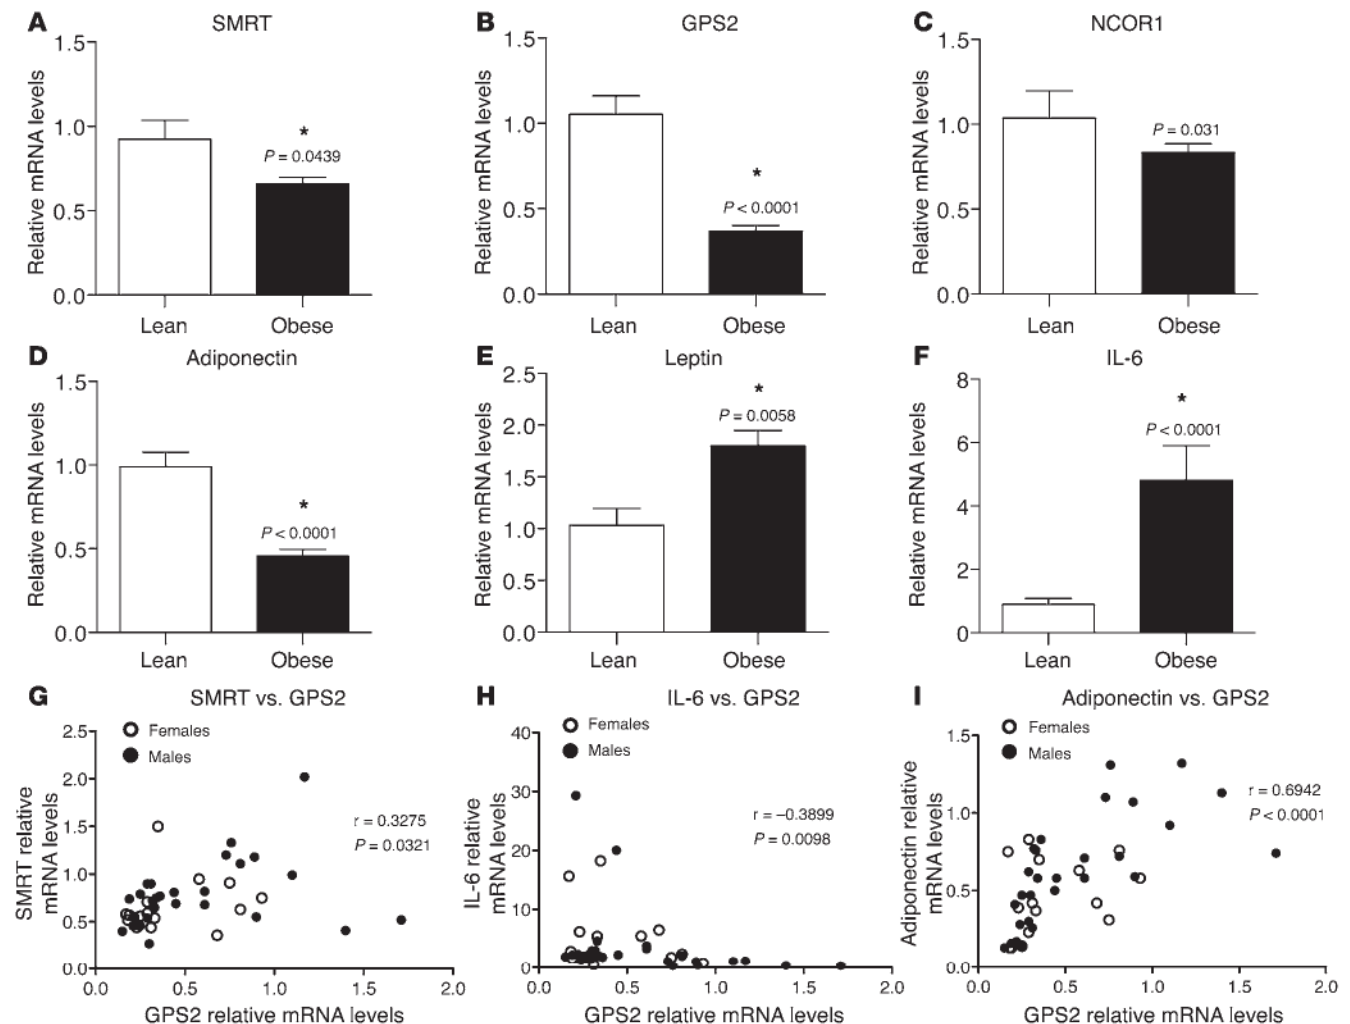 A SMRT
Relative mRNA levels
1.5
1.0
0.5
0.0
*
P = 0.0439
Lean Obese
B GPS2
Relative mRNA levels
1.5
1.0
0.5
0.0
*
P < 0.0001
Lean Obese
C NCOR1
Relative mRNA levels
1.5
1.0
0.5
0.0
P = 0.031
Lean Obese
D Adiponectin
Relative mRNA levels
1.5
1.0
0.5
0.0
*
P < 0.0001
Lean Obese
E Leptin
Relative mRNA levels
2.5
2.0
1.5
1.0
0.5
0.0
*
P = 0.0058
Lean Obese
F IL-6
Relative mRNA levels
8
6
4
2
0
*
P < 0.0001
Lean Obese
G SMRT vs. GPS2
Females
Males
SMRT relative
mRNA levels
2.5
2.0
1.5
1.0
0.5
0.0
r = 0.3275
P = 0.0321
0.0 0.5 1.0 1.5 2.0
GPS2 relative mRNA levels
H IL-6 vs. GPS2
Females
Males
IL-6 relative
mRNA levels
40
30
20
10
0
r = –0.3899
P = 0.0098
0.0 0.5 1.0 1.5 2.0
GPS2 relative mRNA levels
I Adiponectin vs. GPS2
Females
Males
Adiponectin relative
mRNA levels
1.5
1.0
0.5
0.0
r = 0.6942
P < 0.0001
0.0 0.5 1.0 1.5 2.0
GPS2 relative mRNA levels